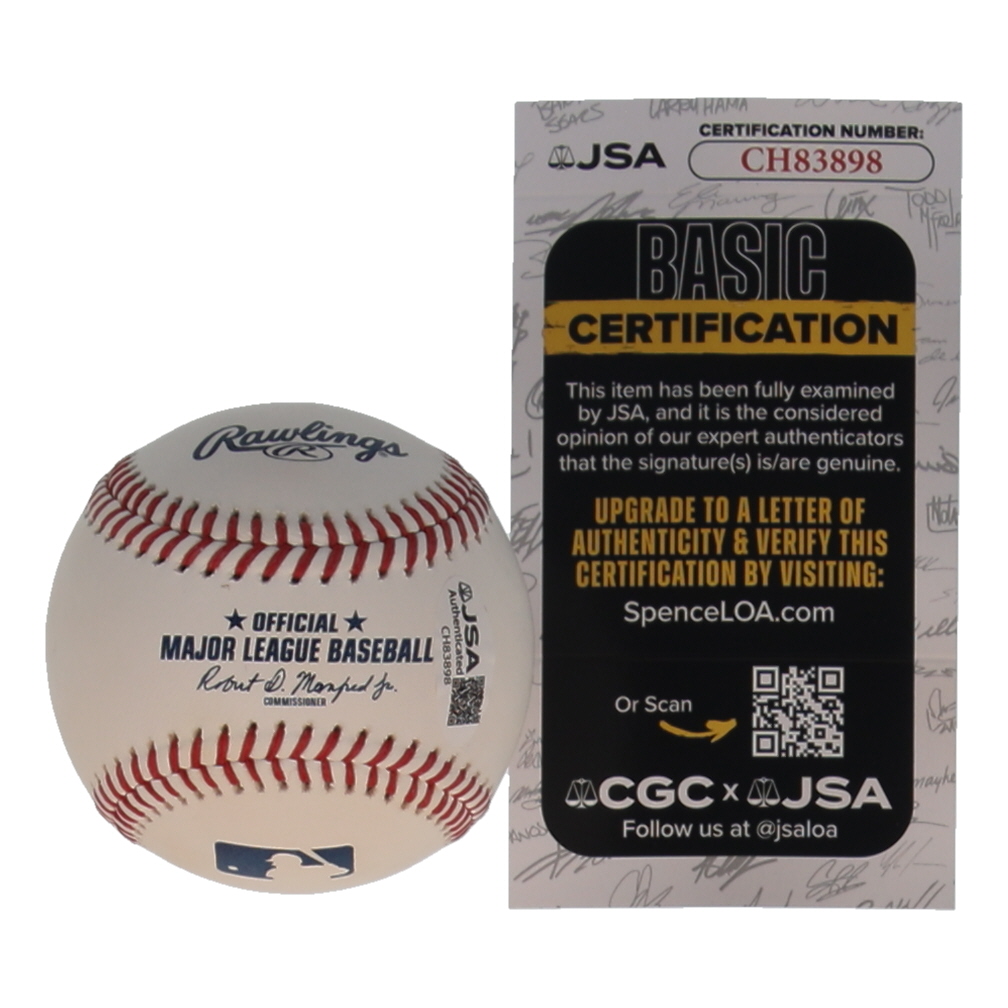 Rawlings
R
★ OFFICIAL ★
MAJOR LEAGUE BASEBALL
Robert D. Manfred Jr.
COMMISSIONER
JSA
Authenticated
CH83898
JSA
CERTIFICATION NUMBER:
CH83898
BASIC
CERTIFICATION
This item has been fully examined
by JSA, and it is the considered
opinion of our expert authenticators
that the signature(s) is/are genuine.
UPGRADE TO A LETTER OF
AUTHENTICITY & VERIFY THIS
CERTIFICATION BY VISITING:
SpenceLOA.com
Or Scan
CGC x JSA
Follow us at @jsaloa
LARRY HAMA